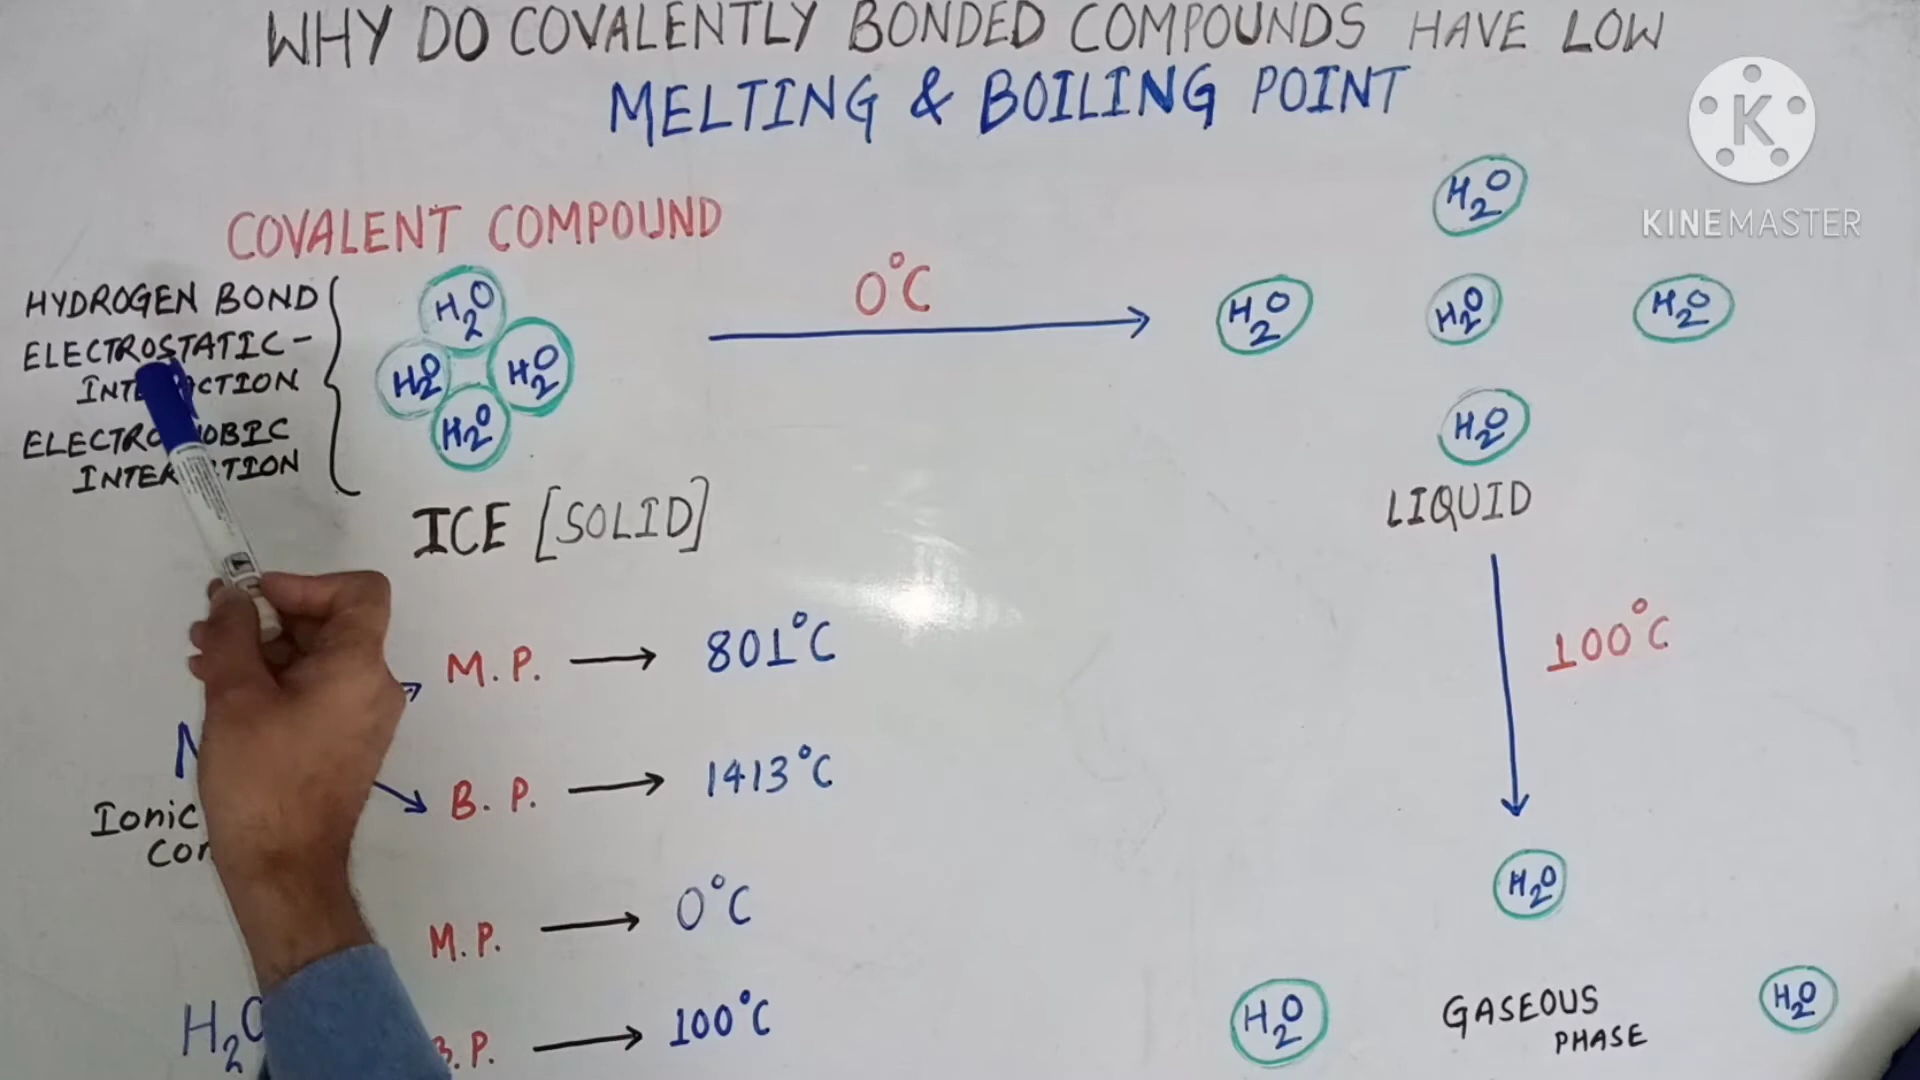 WHY DO COVALENTLY BONDED COMPOUNDS HAVE LOW
MELTING & BOILING POINT
K
KINEMASTER
COVALENT COMPOUND
HYDROGEN BOND
ELECTROSTATIC-
H2O
H2O
H2O
H2O
ICE [SOLID]
0°C
H2O
H2O
H2O
H2O
H2O
LIQUID
100°C
M.P. → 801°C
B.P. → 1413°C
Ionic
M.P. → 0°C
H2O
B.P. → 100°C
H2O
H2O
GASEOUS
PHASE
H2O